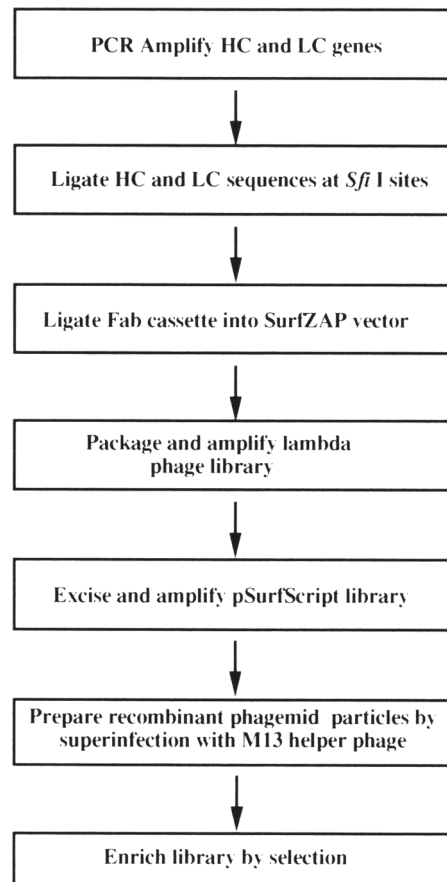 PCR Amplify HC and LC genes
Ligate HC and LC sequences at Sfi I sites
Ligate Fab cassette into SurfZAP vector
Package and amplify lambda
phage library
Excise and amplify pSurfScript library
Prepare recombinant phagemid particles by
superinfection with M13 helper phage
Enrich library by selection